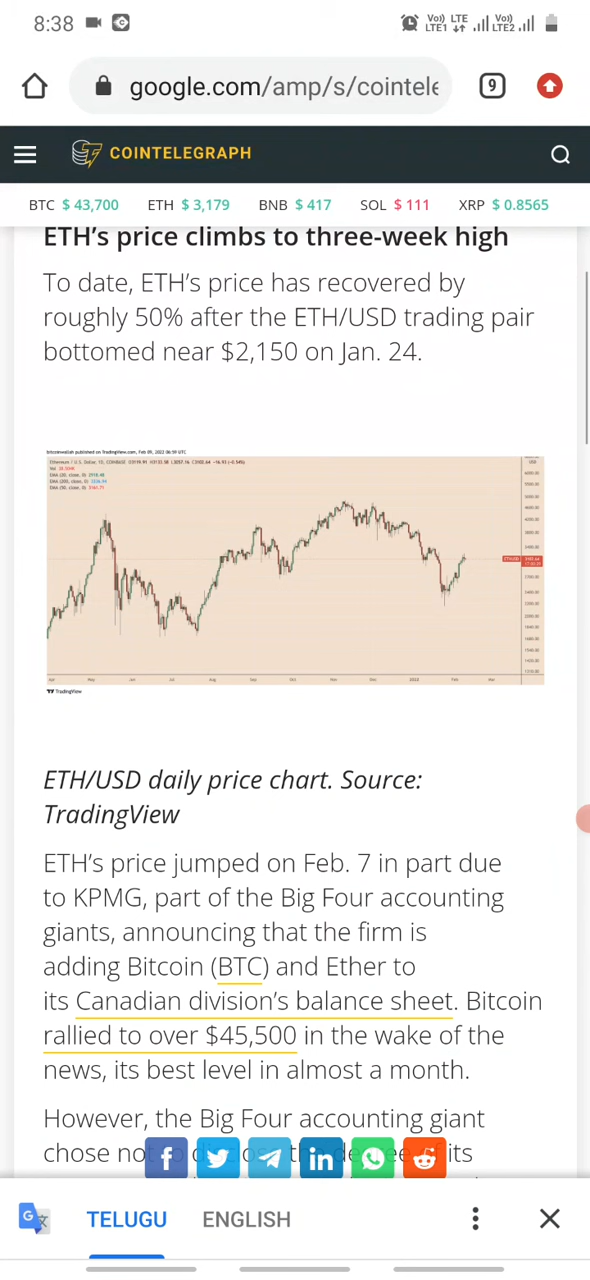 8:38
Vo)) LTE Vo))
LTE1 LTE2
google.com/amp/s/cointele
9
COINTELEGRAPH
BTC $ 43,700 ETH $ 3,179 BNB $ 417 SOL $ 111 XRP $ 0.8565
ETH's price climbs to three-week high
To date, ETH's price has recovered by
roughly 50% after the ETH/USD trading pair
bottomed near $2,150 on Jan. 24.
TradingView
ETH/USD daily price chart. Source:
TradingView
ETH's price jumped on Feb. 7 in part due
to KPMG, part of the Big Four accounting
giants, announcing that the firm is
adding Bitcoin (BTC) and Ether to
its Canadian division's balance sheet. Bitcoin
rallied to over $45,500 in the wake of the
news, its best level in almost a month.
However, the Big Four accounting giant
chose its
TELUGU ENGLISH